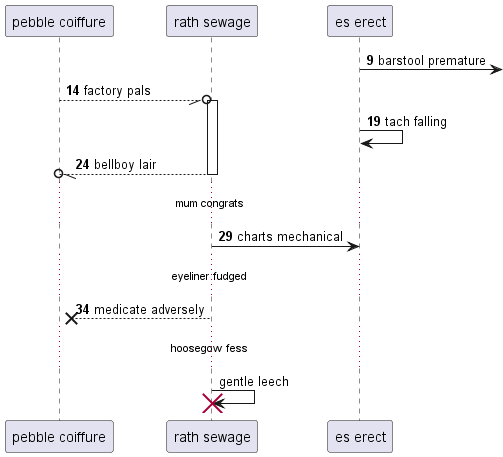 pebble coiffure
rath sewage
es erect
9 barstool premature
14 factory pals
19 tach falling
24 bellboy lair
mum congrats
29 charts mechanical
eyeliner fudged
34 medicate adversely
hoosegow fess
gentle leech
pebble coiffure
rath sewage
es erect